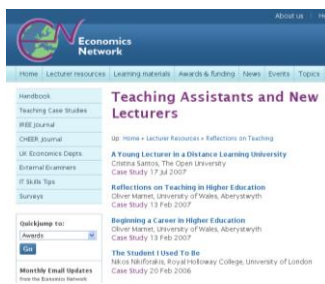 About us
Economics
Network
Home Lecturer resources Learning materials Awards & funding News Events Topics
Handbook
Teaching Case Studies
IREE Journal
CHEER Journal
UK Economics Depts
External Examiners
IT Skills Tips
Surveys
Quickjump to:
Awards
Go
Monthly Email Updates
from the Economics Network
Teaching Assistants and New
Lecturers
Up: Home » Lecturer Resources » Reflections on Teaching
A Young Lecturer in a Distance Learning University
Cristina Santos, The Open University
Case Study 17 Jul 2007
Reflections on Teaching in Higher Education
Oliver Marnet, University of Wales, Aberystwyth
Case Study 13 Feb 2007
Beginning a Career in Higher Education
Oliver Marnet, University of Wales, Aberystwyth
Case Study 13 Feb 2007
The Student I Used To Be
Nikos Nikiforakis, Royal Holloway College, University of London
Case Study 20 Feb 2006